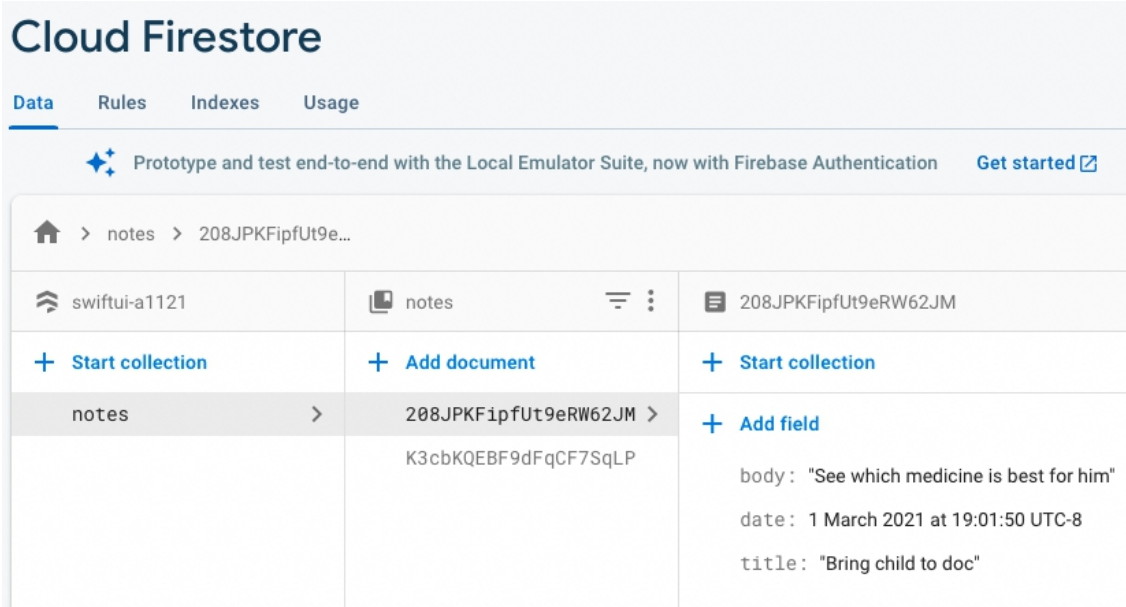 Cloud Firestore
Data Rules Indexes Usage
Prototype and test end-to-end with the Local Emulator Suite, now with Firebase Authentication Get started
notes 208JPKFipfUt9e...
swiftui-a1121 notes 208JPKFipfUt9eRW62JM
Start collection Add document Start collection
notes 208JPKFipfUt9eRW62JM Add field
K3cbKQEBF9dFqCF7SqLP
body: "See which medicine is best for him"
date: 1 March 2021 at 19:01:50 UTC-8
title: "Bring child to doc"